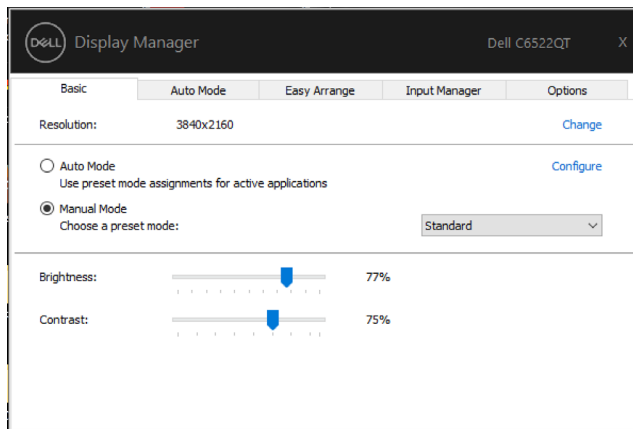 DELL Display Manager Dell C6522QT X
Basic Auto Mode Easy Arrange Input Manager Options
Resolution: 3840x2160 Change
Auto Mode Configure
Use preset mode assignments for active applications
Manual Mode
Choose a preset mode: Standard
Brightness: 77%
Contrast: 75%